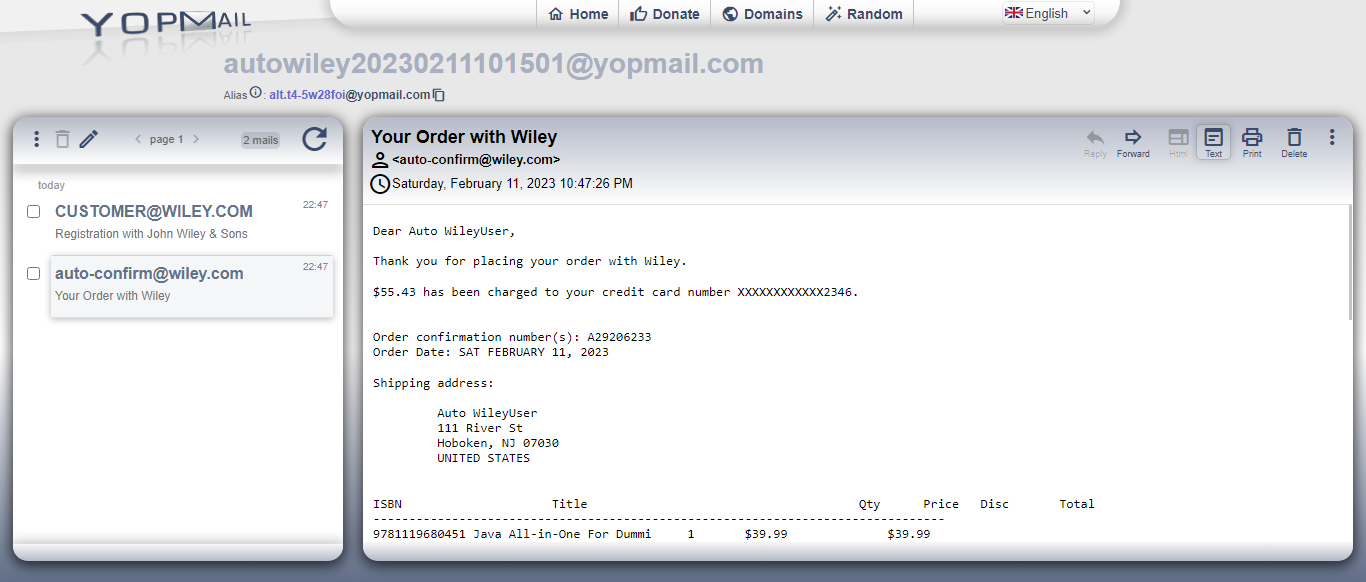 YOPMAIL
Home
Donate
Domains
Random
English
autowiley20230211101501@yopmail.com
Alias : alt.t4-5w28foi@yopmail.com
page 1
2 mails
today
CUSTOMER@WILEY.COM 22:47
Registration with John Wiley & Sons
auto-confirm@wiley.com 22:47
Your Order with Wiley
Your Order with Wiley
<auto-confirm@wiley.com>
Saturday, February 11, 2023 10:47:26 PM
Reply
Forward
Html
Text
Print
Delete
Dear Auto WileyUser,
Thank you for placing your order with Wiley.
$55.43 has been charged to your credit card number XXXXXXXXXXXX2346.
Order confirmation number(s): A29206233
Order Date: SAT FEBRUARY 11, 2023
Shipping address:
Auto WileyUser
111 River St
Hoboken, NJ 07030
UNITED STATES
ISBN Title Qty Price Disc Total
--------------------------------------------------------------------------------
9781119680451 Java All-in-One For Dummi 1 $39.99 $39.99